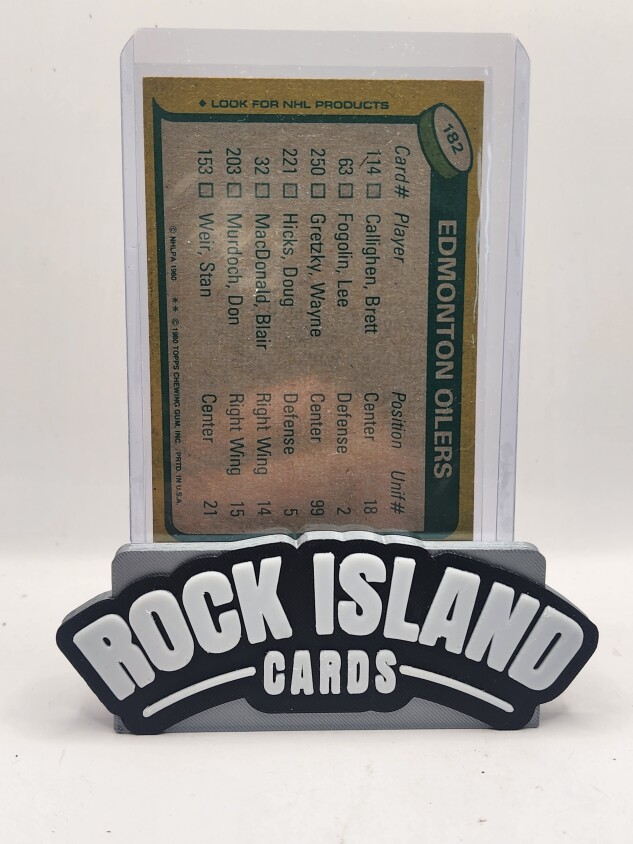 ◆ LOOK FOR NHL PRODUCTS
182
EDMONTON OILERS
Card# Player Position Unif#
114 Callighen, Brett Center 18
63 Fogolin, Lee Defense 2
250 Gretzky, Wayne Center 99
221 Hicks, Doug Defense 5
32 MacDonald, Blair Right Wing 14
203 Murdoch, Don Right Wing 15
153 Weir, Stan Center 21
© NHLPA 1980 ** © 1980 TOPPS CHEWING GUM, INC. PRTD. IN U.S.A.
ROCK ISLAND
CARDS